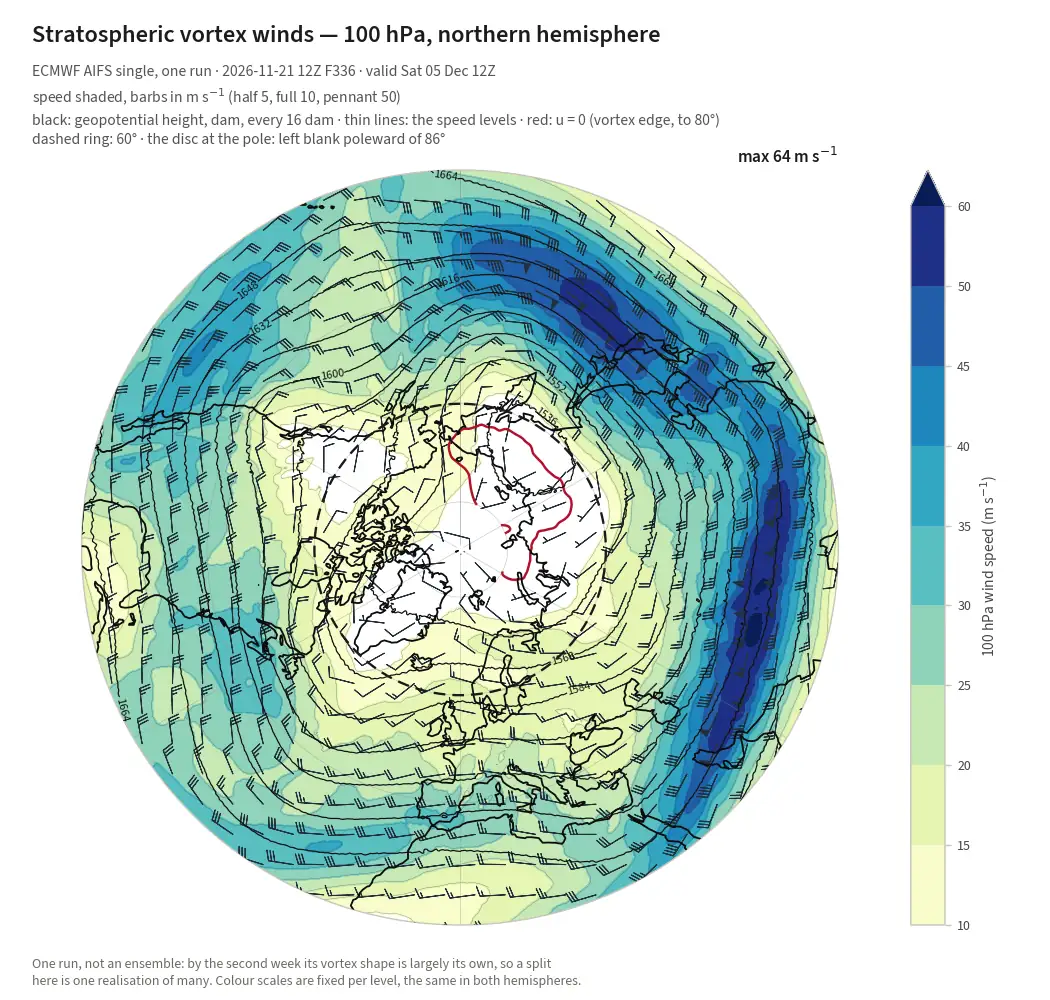 Stratospheric vortex winds — 100 hPa, northern hemisphere
ECMWF AIFS single, one run · 2026-11-21 12Z F336 · valid Sat 05 Dec 12Z
speed shaded, barbs in m s⁻¹ (half 5, full 10, pennant 50)
black: geopotential height, dam, every 16 dam · thin lines: the speed levels · red: u = 0 (vortex edge, to 80°)
dashed ring: 60° · the disc at the pole: left blank poleward of 86°
max 64 m s⁻¹
1664
1616
1648
1632
1600
1552
1536
1568
1584
1664
60
50
45
40
35
30
25
20
15
10
100 hPa wind speed (m s⁻¹)
One run, not an ensemble: by the second week its vortex shape is largely its own, so a split
here is one realisation of many. Colour scales are fixed per level, the same in both hemispheres.